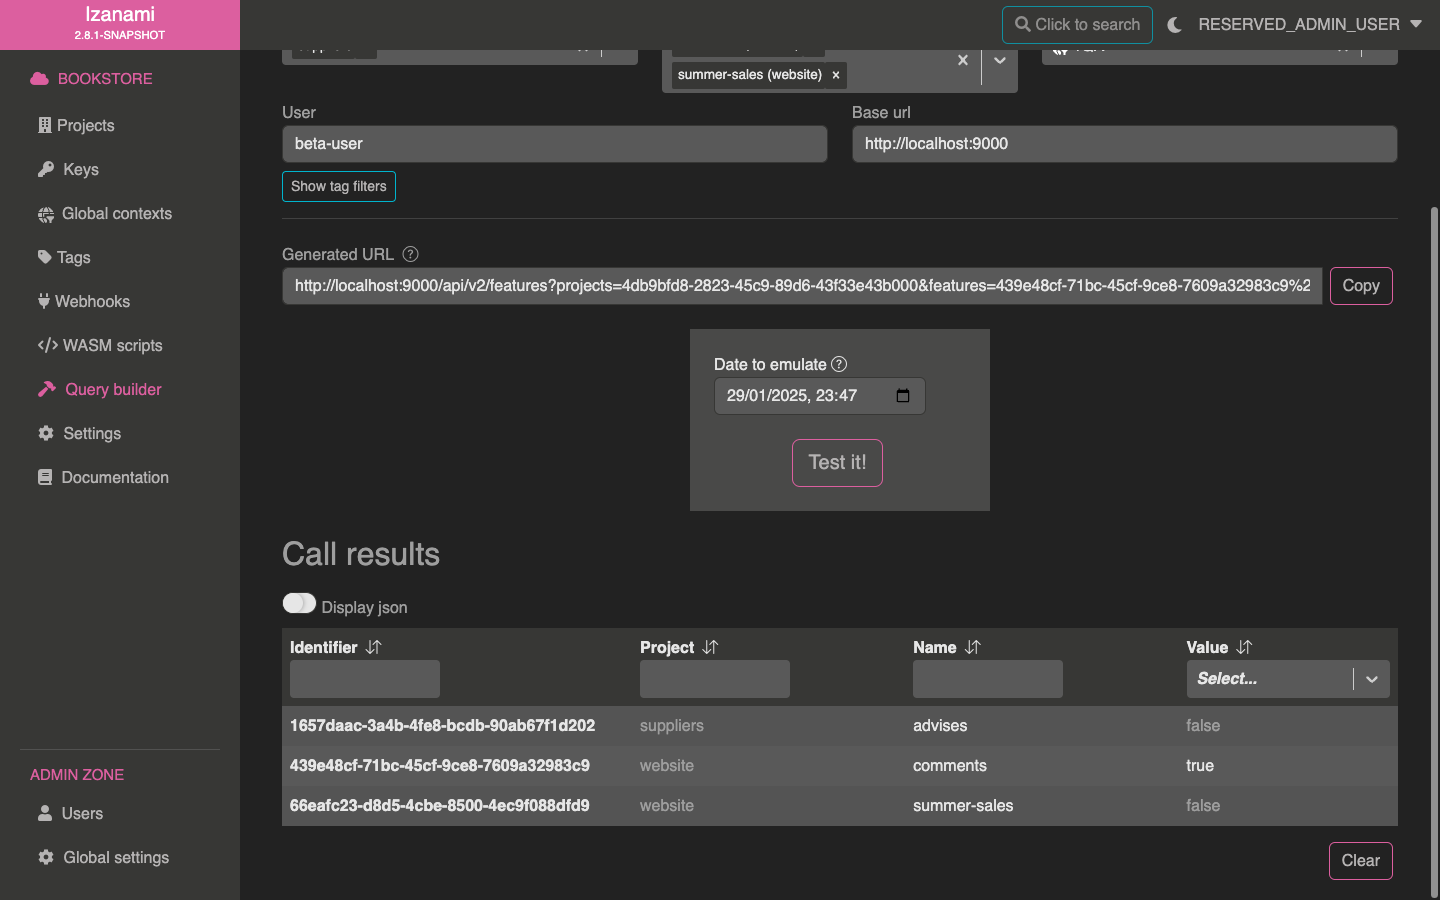 Izanami
2.8.1-SNAPSHOT
Click to search
RESERVED_ADMIN_USER
BOOKSTORE
Projects
Keys
Global contexts
Tags
Webhooks
WASM scripts
Query builder
Settings
Documentation
ADMIN ZONE
Users
Global settings
summer-sales (website) ×
User
Base url
beta-user
http://localhost:9000
Show tag filters
Generated URL ?
http://localhost:9000/api/v2/features?projects=4db9bfd8-2823-45c9-89d6-43f33e43b000&features=439e48cf-71bc-45cf-9ce8-7609a32983c9%2
Copy
Date to emulate ?
29/01/2025, 23:47
Test it!
Call results
Display json
Identifier Project Name Value
Select...
1657daac-3a4b-4fe8-bcdb-90ab67f1d202 suppliers advises false
439e48cf-71bc-45cf-9ce8-7609a32983c9 website comments true
66eafc23-d8d5-4cbe-8500-4ec9f088dfd9 website summer-sales false
Clear